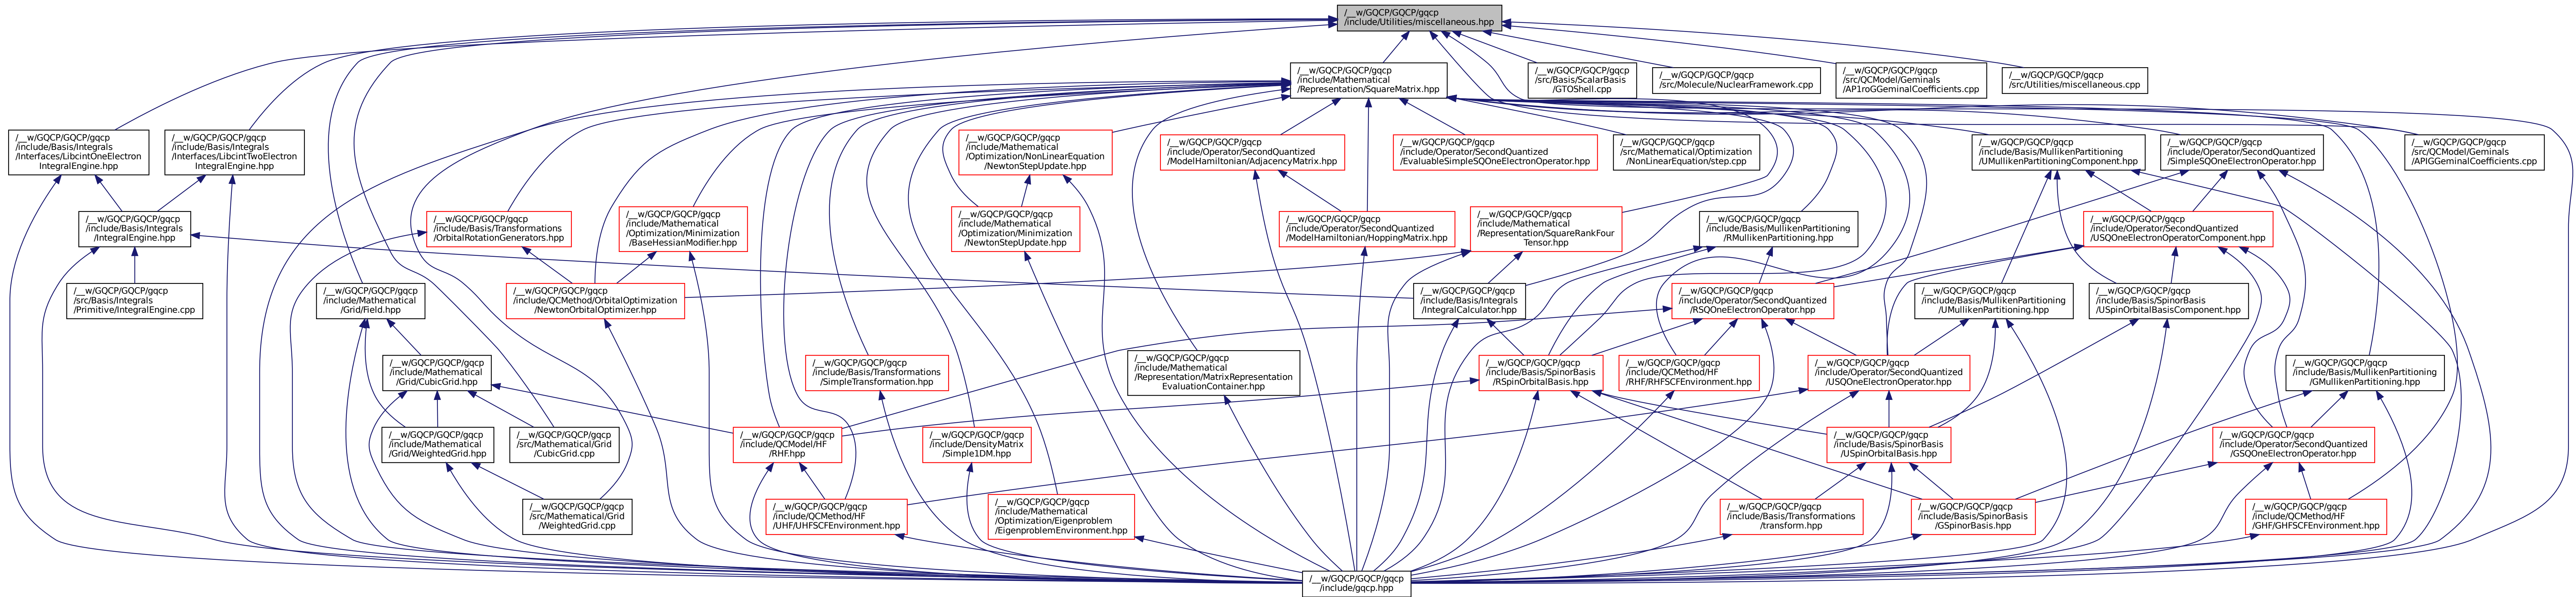 /__w/GQCP/GQCP/gqcp
/include/Utilities/miscellaneous.hpp
/__w/GQCP/GQCP/gqcp
/include/Mathematical
/Representation/SquareMatrix.hpp
/__w/GQCP/GQCP/gqcp
/src/Basis/ScalarBasis
/GTOShell.cpp
/__w/GQCP/GQCP/gqcp
/src/Molecule/NuclearFramework.cpp
/__w/GQCP/GQCP/gqcp
/src/QCModel/Geminals
/AP1roGGeminalCoefficients.cpp
/__w/GQCP/GQCP/gqcp
/src/Utilities/miscellaneous.cpp
/__w/GQCP/GQCP/gqcp
/include/Basis/Integrals
/Interfaces/LibcintOneElectron
IntegralEngine.hpp
/__w/GQCP/GQCP/gqcp
/include/Basis/Integrals
/Interfaces/LibcintTwoElectron
IntegralEngine.hpp
/__w/GQCP/GQCP/gqcp
/include/Mathematical
/Optimization/NonLinearEquation
/NewtonStepUpdate.hpp
/__w/GQCP/GQCP/gqcp
/include/Operator/SecondQuantized
/ModelHamiltonian/AdjacencyMatrix.hpp
/__w/GQCP/GQCP/gqcp
/include/Operator/SecondQuantized
/EvaluableSimpleSQOneElectronOperator.hpp
/__w/GQCP/GQCP/gqcp
/src/Mathematical/Optimization
/NonLinearEquation/step.cpp
/__w/GQCP/GQCP/gqcp
/include/Basis/MullikenPartitioning
/UMullikenPartitioningComponent.hpp
/__w/GQCP/GQCP/gqcp
/include/Operator/SecondQuantized
/SimpleSQOneElectronOperator.hpp
/__w/GQCP/GQCP/gqcp
/src/QCModel/Geminals
/APIGGeminalCoefficients.cpp
/__w/GQCP/GQCP/gqcp
/include/Basis/Integrals
/IntegralEngine.hpp
/__w/GQCP/GQCP/gqcp
/include/Basis/Transformations
/OrbitalRotationGenerators.hpp
/__w/GQCP/GQCP/gqcp
/include/Mathematical
/Optimization/Minimization
/BaseHessianModifier.hpp
/__w/GQCP/GQCP/gqcp
/include/Mathematical
/Optimization/Minimization
/NewtonStepUpdate.hpp
/__w/GQCP/GQCP/gqcp
/include/Operator/SecondQuantized
/ModelHamiltonian/HoppingMatrix.hpp
/__w/GQCP/GQCP/gqcp
/include/Mathematical
/Representation/SquareRankFour
Tensor.hpp
/__w/GQCP/GQCP/gqcp
/include/Basis/MullikenPartitioning
/RMullikenPartitioning.hpp
/__w/GQCP/GQCP/gqcp
/include/Operator/SecondQuantized
/USQOneElectronOperatorComponent.hpp
/__w/GQCP/GQCP/gqcp
/src/Basis/Integrals
/Primitive/IntegralEngine.cpp
/__w/GQCP/GQCP/gqcp
/include/Mathematical
/Grid/Field.hpp
/__w/GQCP/GQCP/gqcp
/include/QCMethod/OrbitalOptimization
/NewtonOrbitalOptimizer.hpp
/__w/GQCP/GQCP/gqcp
/include/Basis/Integrals
/IntegralCalculator.hpp
/__w/GQCP/GQCP/gqcp
/include/Operator/SecondQuantized
/RSQOneElectronOperator.hpp
/__w/GQCP/GQCP/gqcp
/include/Basis/MullikenPartitioning
/UMullikenPartitioning.hpp
/__w/GQCP/GQCP/gqcp
/include/Basis/SpinorBasis
/USpinOrbitalBasisComponent.hpp
/__w/GQCP/GQCP/gqcp
/include/Mathematical
/Grid/CubicGrid.hpp
/__w/GQCP/GQCP/gqcp
/include/Basis/Transformations
/SimpleTransformation.hpp
/__w/GQCP/GQCP/gqcp
/include/Mathematical
/Representation/MatrixRepresentation
EvaluationContainer.hpp
/__w/GQCP/GQCP/gqcp
/include/Basis/SpinorBasis
/RSpinOrbitalBasis.hpp
/__w/GQCP/GQCP/gqcp
/include/QCMethod/HF
/RHF/RHFSCFEnvironment.hpp
/__w/GQCP/GQCP/gqcp
/include/Operator/SecondQuantized
/USQOneElectronOperator.hpp
/__w/GQCP/GQCP/gqcp
/include/Basis/MullikenPartitioning
/GMullikenPartitioning.hpp
/__w/GQCP/GQCP/gqcp
/include/Mathematical
/Grid/WeightedGrid.hpp
/__w/GQCP/GQCP/gqcp
/src/Mathematical/Grid
/CubicGrid.cpp
/__w/GQCP/GQCP/gqcp
/include/QCModel/HF
/RHF.hpp
/__w/GQCP/GQCP/gqcp
/include/DensityMatrix
/Simple1DM.hpp
/__w/GQCP/GQCP/gqcp
/include/Basis/SpinorBasis
/USpinOrbitalBasis.hpp
/__w/GQCP/GQCP/gqcp
/include/Operator/SecondQuantized
/GSQOneElectronOperator.hpp
/__w/GQCP/GQCP/gqcp
/src/Mathematical/Grid
/WeightedGrid.cpp
/__w/GQCP/GQCP/gqcp
/include/QCMethod/HF
/UHF/UHFSCFEnvironment.hpp
/__w/GQCP/GQCP/gqcp
/include/Mathematical
/Optimization/Eigenproblem
/EigenproblemEnvironment.hpp
/__w/GQCP/GQCP/gqcp
/include/Basis/Transformations
/transform.hpp
/__w/GQCP/GQCP/gqcp
/include/Basis/SpinorBasis
/GSpinorBasis.hpp
/__w/GQCP/GQCP/gqcp
/include/QCMethod/HF
/GHF/GHFSCFEnvironment.hpp
/__w/GQCP/GQCP/gqcp
/include/gqcp.hpp